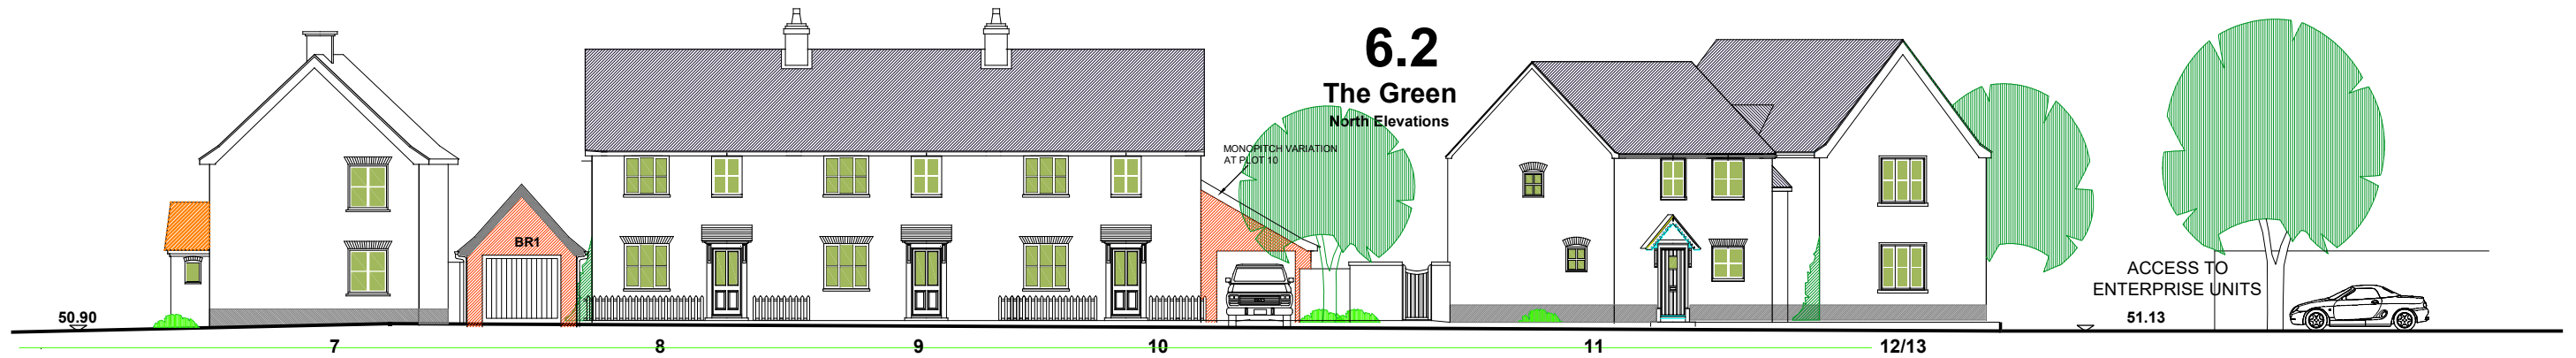 6.2
The Green
North Elevations
MONOPITCH VARIATION
AT PLOT 10
BR1
ACCESS TO
ENTERPRISE UNITS
50.90
51.13
7
8
9
10
11
12/13